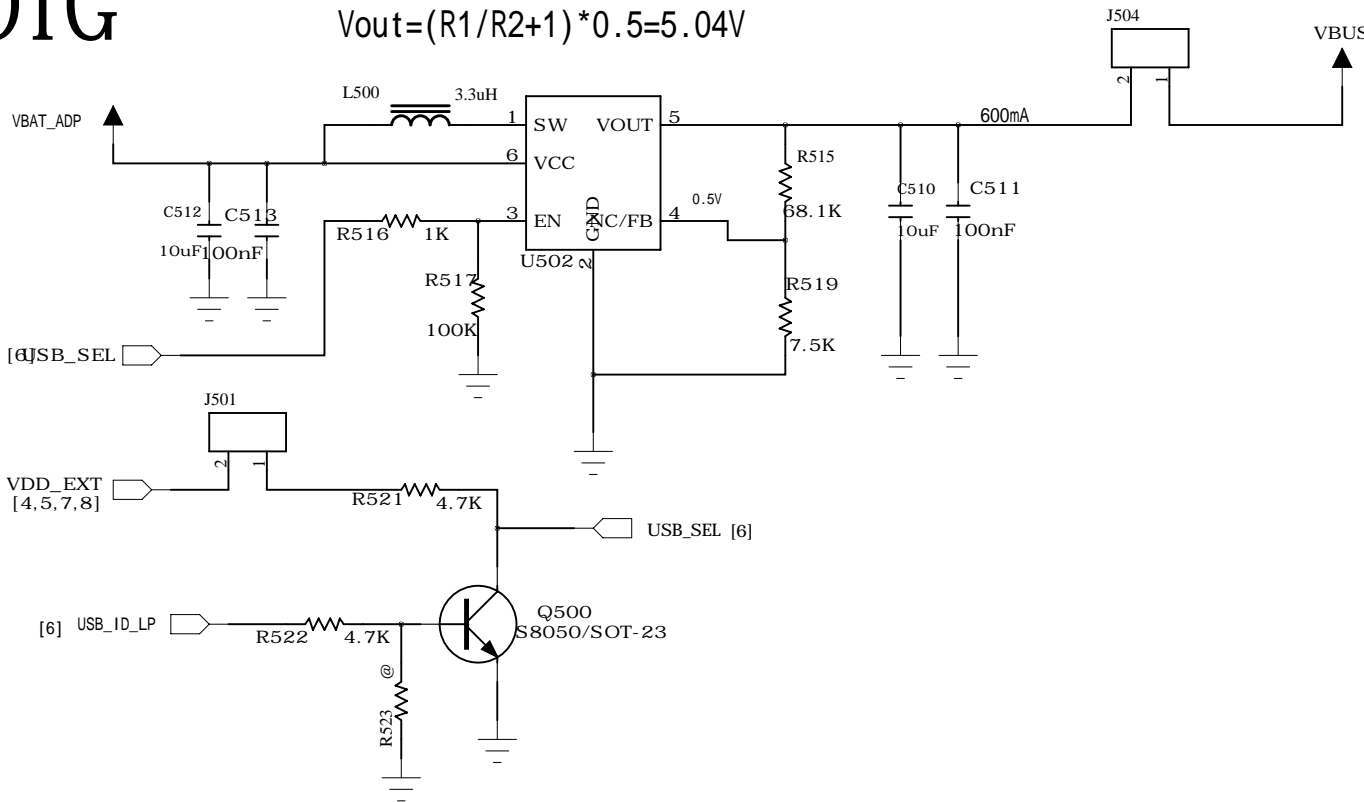 Vout=(R1/R2+1)*0.5=5.04V
J504
2
1
VBUS
VBAT_ADP
L500
3.3uH
1
SW
VOUT
5
600mA
6
VCC
R515
68.1K
C512
10uF
C513
100nF
R516
1K
3
EN
GND
NC/FB
4
0.5V
C510
10uF
C511
100nF
U502
2
R517
100K
R519
7.5K
[6]USB_SEL
J501
2
1
VDD_EXT
[4,5,7,8]
R521
4.7K
USB_SEL [6]
[6] USB_ID_LP
R522
4.7K
Q500
S8050/SOT-23
@
R523